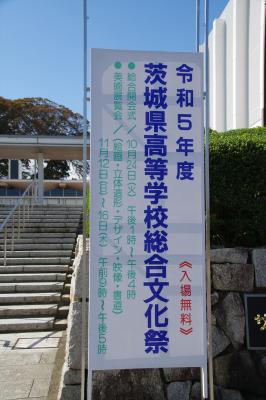 令和5年度
茨城県高等学校総合文化祭
《入場無料》
●総合開会式／10月24日(火) 午後1時～午後4時
●美術展覧会／(絵画・立体造形・デザイン・映像・書道)
11月12日(日)～16日(木) 午前9時～午後5時